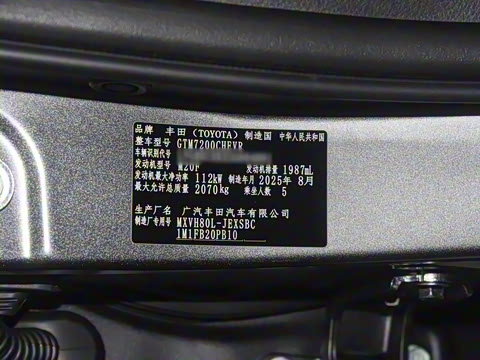 品牌 丰田(TOYOTA) 制造国 中华人民共和国
整车型号 GTM7200CHEVR
车辆识别代号
发动机型号 M20F 发动机排量 1987mL
发动机最大净功率 112kW 制造年月 2025年 8月
最大允许总质量 2070kg 乘坐人数 5
生产厂名 广汽丰田汽车有限公司
制造厂专用号 MXVH80L-JEXSBC
1M1FB20PB10